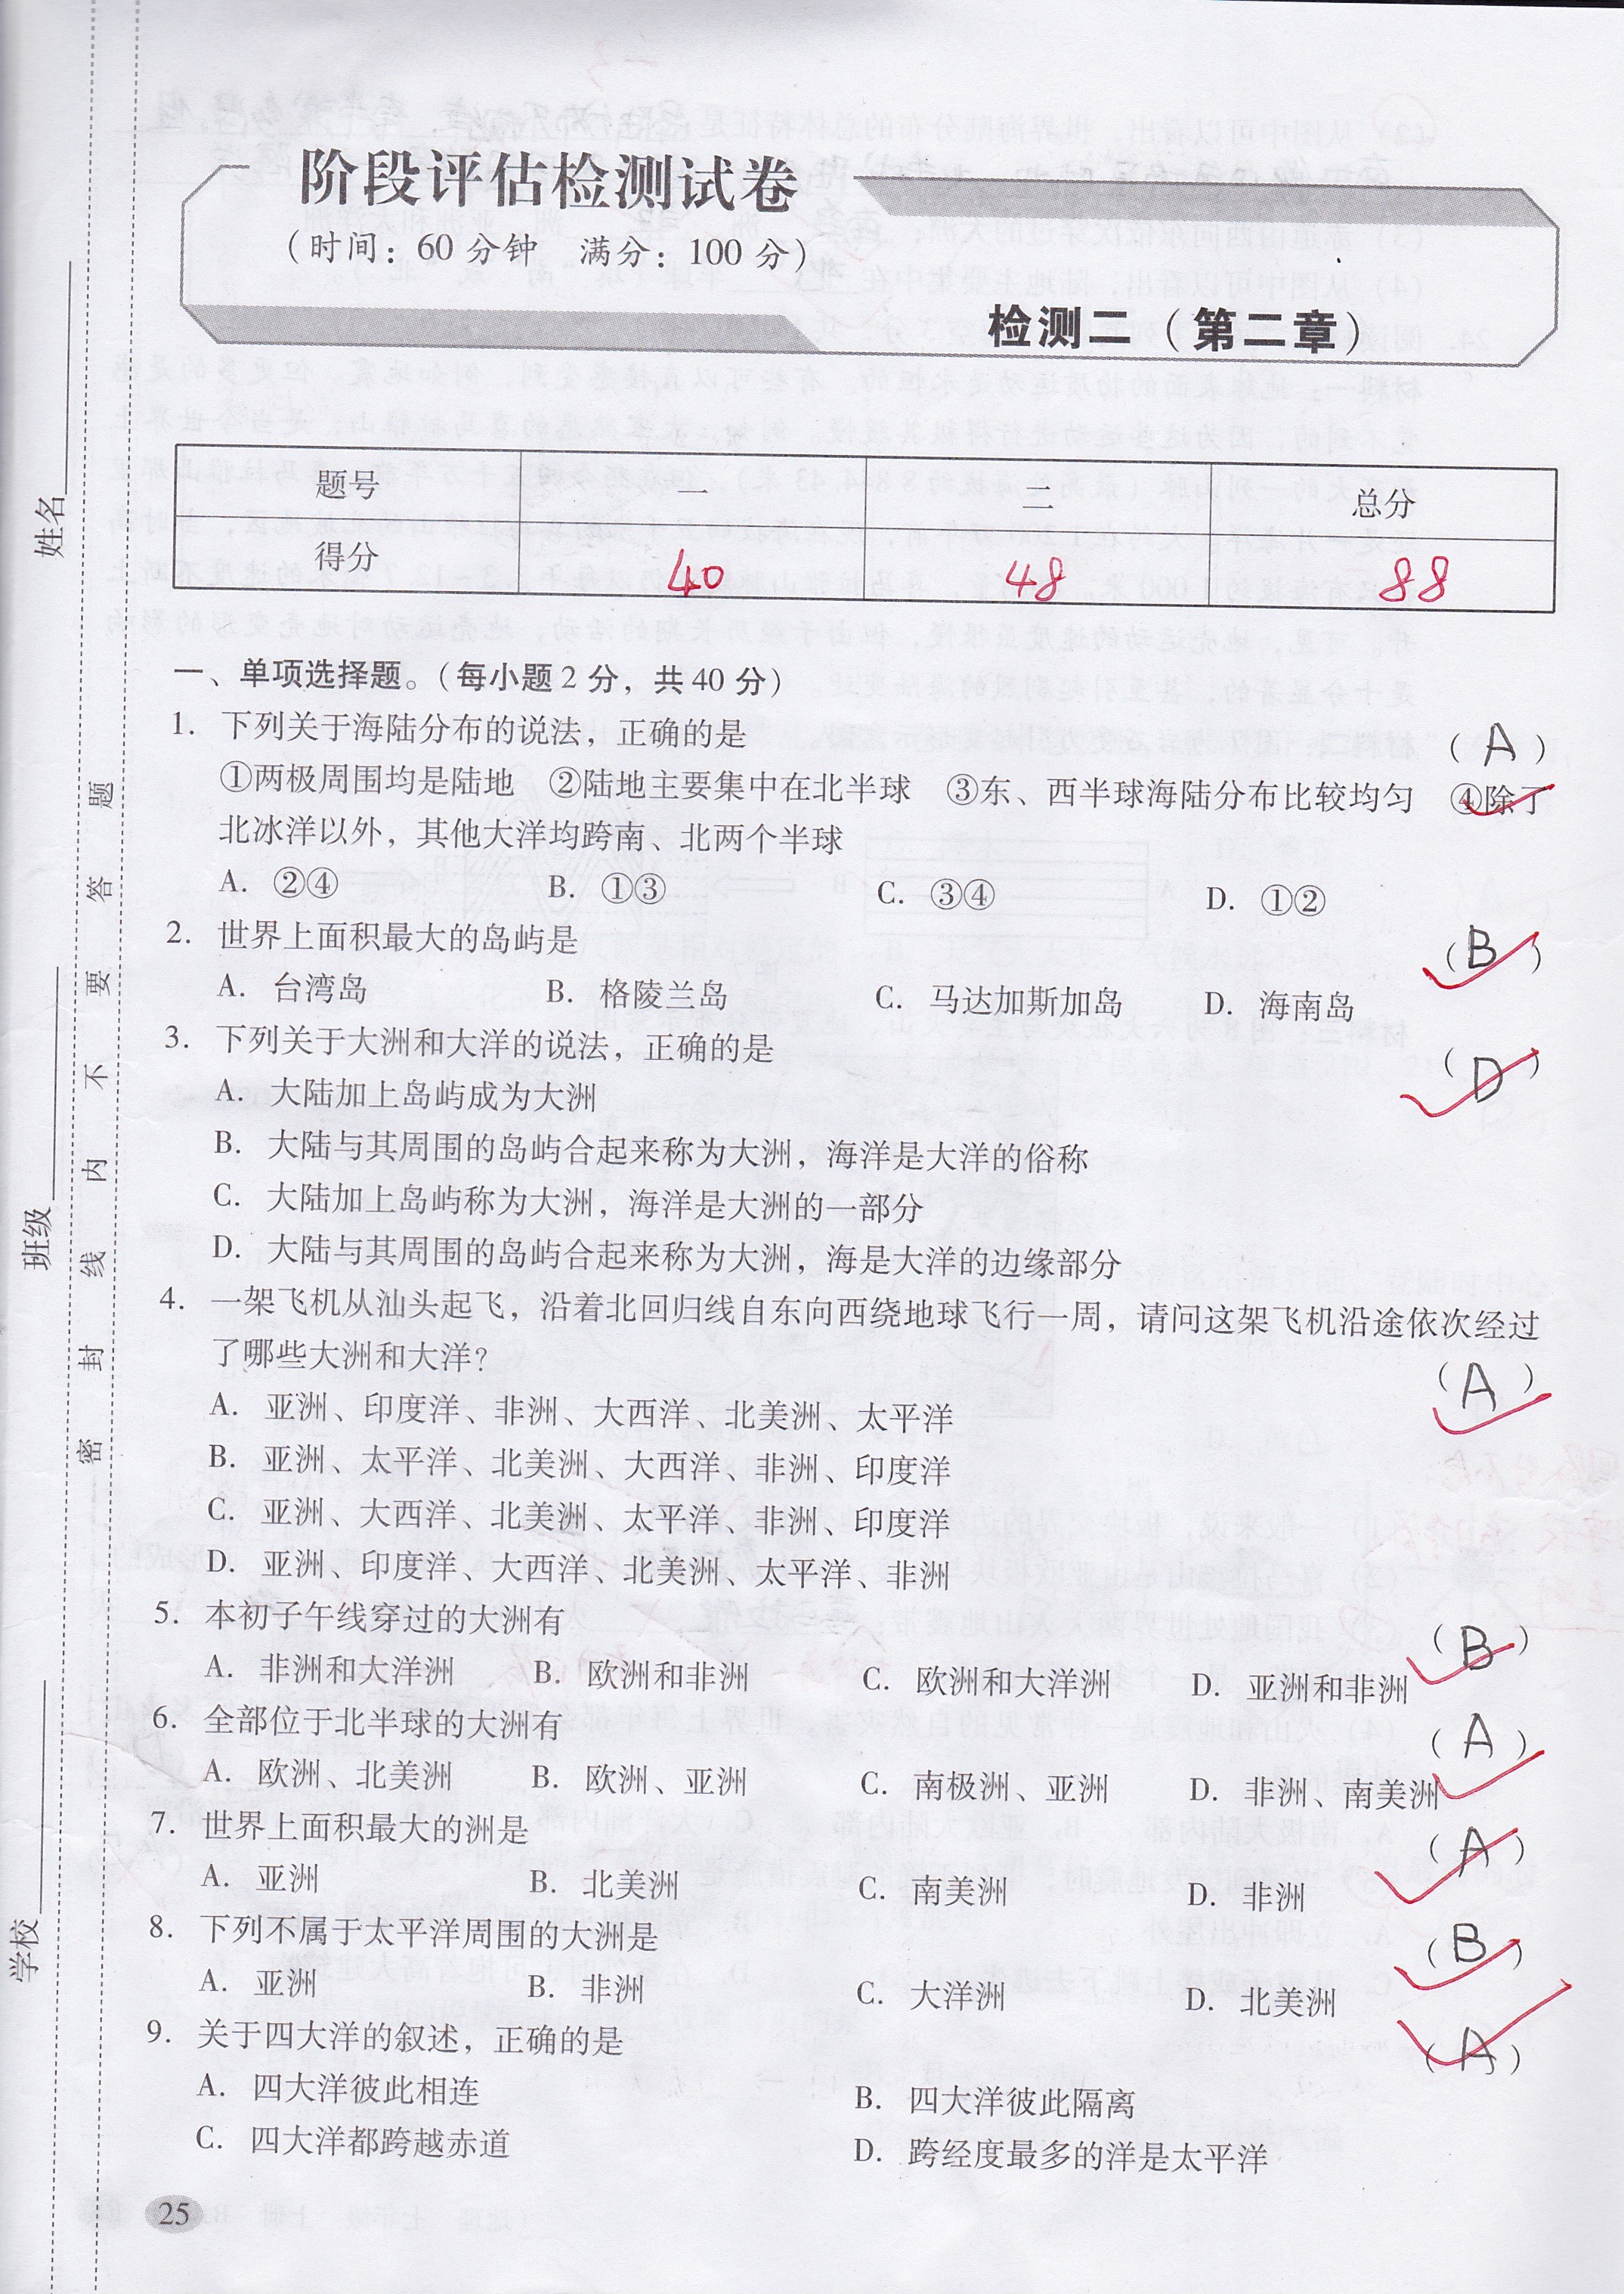 阶段评估检测试卷
（时间：60 分钟　满分：100 分）
检测二（第二章）
题号　一　二　总分
得分　40　48　88
一、单项选择题。（每小题 2 分，共 40 分）
1. 下列关于海陆分布的说法，正确的是　（ A ）
①两极周围均是陆地　②陆地主要集中在北半球　③东、西半球海陆分布比较均匀　④除了
北冰洋以外，其他大洋均跨南、北两个半球
A. ②④　B. ①③　C. ③④　D. ①②
2. 世界上面积最大的岛屿是　（ B ）
A. 台湾岛　B. 格陵兰岛　C. 马达加斯加岛　D. 海南岛
3. 下列关于大洲和大洋的说法，正确的是　（ D ）
A. 大陆加上岛屿成为大洲
B. 大陆与其周围的岛屿合起来称为大洲，海洋是大洋的俗称
C. 大陆加上岛屿称为大洲，海洋是大洲的一部分
D. 大陆与其周围的岛屿合起来称为大洲，海是大洋的边缘部分
4. 一架飞机从汕头起飞，沿着北回归线自东向西绕地球飞行一周，请问这架飞机沿途依次经过
了哪些大洲和大洋？　（ A ）
A. 亚洲、印度洋、非洲、大西洋、北美洲、太平洋
B. 亚洲、太平洋、北美洲、大西洋、非洲、印度洋
C. 亚洲、大西洋、北美洲、太平洋、非洲、印度洋
D. 亚洲、印度洋、大西洋、北美洲、太平洋、非洲
5. 本初子午线穿过的大洲有　（ B ）
A. 非洲和大洋洲　B. 欧洲和非洲　C. 欧洲和大洋洲　D. 亚洲和非洲
6. 全部位于北半球的大洲有　（ A ）
A. 欧洲、北美洲　B. 欧洲、亚洲　C. 南极洲、亚洲　D. 非洲、南美洲
7. 世界上面积最大的洲是　（ A ）
A. 亚洲　B. 北美洲　C. 南美洲　D. 非洲
8. 下列不属于太平洋周围的大洲是　（ B ）
A. 亚洲　B. 非洲　C. 大洋洲　D. 北美洲
9. 关于四大洋的叙述，正确的是　（ A ）
A. 四大洋彼此相连　B. 四大洋彼此隔离
C. 四大洋都跨越赤道　D. 跨经度最多的洋是太平洋
25
学校　班级　姓名
密封线内不要答题